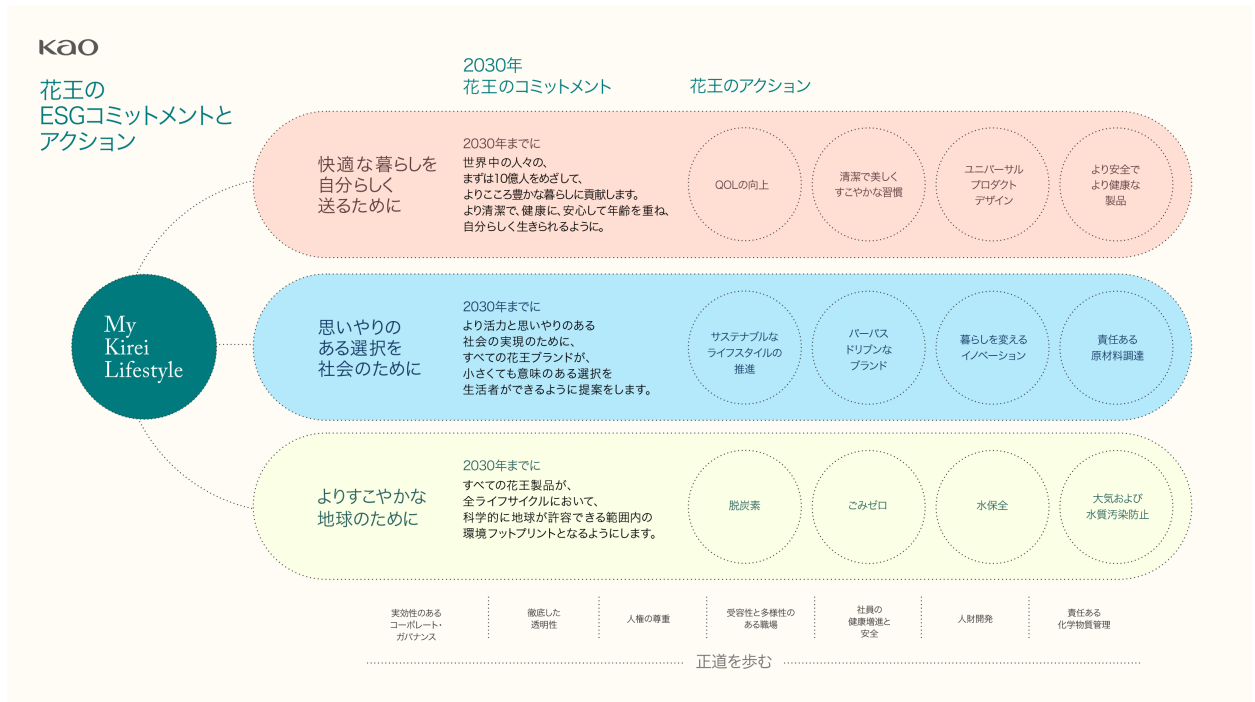 Kao
花王の
ESGコミットメントと
アクション
2030年
花王のコミットメント
花王のアクション
My
Kirei
Lifestyle
快適な暮らしを
自分らしく
送るために
2030年までに
世界中の人々の、
まずは10億人をめざして、
よりこころ豊かな暮らしに貢献します。
より清潔で、健康に、安心して年齢を重ね、
自分らしく生きられるように。
QOLの向上
清潔で美しく
すこやかな習慣
ユニバーサル
プロダクト
デザイン
より安全で
より健康な
製品
思いやりの
ある選択を
社会のために
2030年までに
より活力と思いやりのある
社会の実現のために、
すべての花王ブランドが、
小さくても意味のある選択を
生活者ができるように提案をします。
サステナブルな
ライフスタイルの
推進
パーパス
ドリブンな
ブランド
暮らしを変える
イノベーション
責任ある
原材料調達
よりすこやかな
地球のために
2030年までに
すべての花王製品が、
全ライフサイクルにおいて、
科学的に地球が許容できる範囲内の
環境フットプリントとなるようにします。
脱炭素
ごみゼロ
水保全
大気および
水質汚染防止
実効性のある
コーポレート・
ガバナンス
徹底した
透明性
人権の尊重
受容性と多様性の
ある職場
社員の
健康増進と
安全
人財開発
責任ある
化学物質管理
正道を歩む